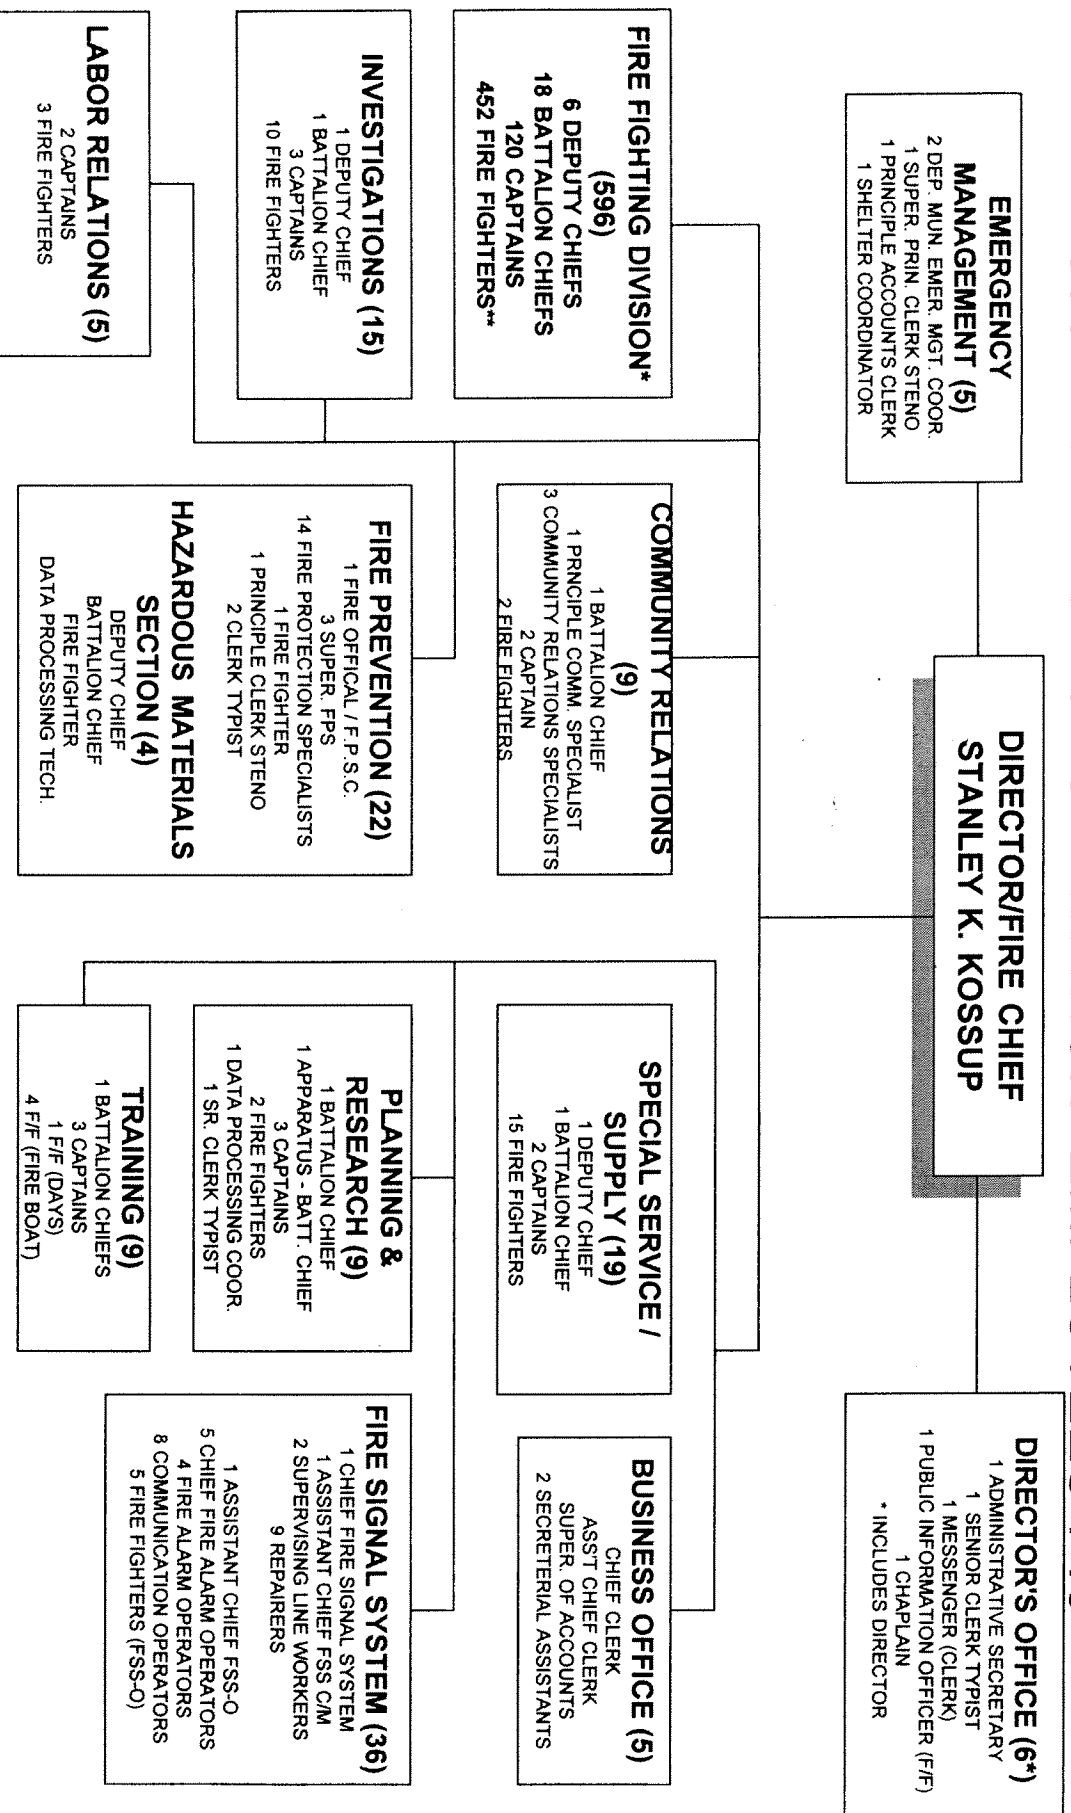 DIRECTOR/FIRE CHIEF
STANLEY K. KOSSUP
EMERGENCY
MANAGEMENT (5)
2 DEP. MUN. EMER. MGT. COOR.
1 SUPER. PRIN. CLERK STENO
1 PRINCIPLE ACCOUNTS CLERK
1 SHELTER COORDINATOR
DIRECTOR'S OFFICE (6*)
1 ADMINISTRATIVE SECRETARY
1 SENIOR CLERK TYPIST
1 MESSENGER (CLERK)
1 PUBLIC INFORMATION OFFICER (F/F)
1 CHAPLAIN
* INCLUDES DIRECTOR
FIRE FIGHTING DIVISION*
(596)
6 DEPUTY CHIEFS
18 BATTALION CHIEFS
120 CAPTAINS
452 FIRE FIGHTERS**
COMMUNITY RELATIONS
(9)
1 BATTALION CHIEF
1 PRNCIPLE COMM. SPECIALIST
3 COMMUNITY RELATIONS SPECIALISTS
2 CAPTAIN
2 FIRE FIGHTERS
SPECIAL SERVICE /
SUPPLY (19)
1 DEPUTY CHIEF
1 BATTALION CHIEF
2 CAPTAINS
15 FIRE FIGHTERS
BUSINESS OFFICE (5)
CHIEF CLERK
ASS'T CHIEF CLERK
SUPER. OF ACCOUNTS
2 SECRETERIAL ASSISTANTS
INVESTIGATIONS (15)
1 DEPUTY CHIEF
1 BATTALION CHIEF
3 CAPTAINS
10 FIRE FIGHTERS
FIRE PREVENTION (22)
1 FIRE OFFICAL / F.P.S.C.
3 SUPER. FPS
14 FIRE PROTECTION SPECIALISTS
1 FIRE FIGHTER
1 PRINCIPLE CLERK STENO
2 CLERK TYPIST
HAZARDOUS MATERIALS
SECTION (4)
DEPUTY CHIEF
BATTALION CHIEF
FIRE FIGHTER
DATA PROCESSING TECH.
PLANNING &
RESEARCH (9)
1 BATTALION CHIEF
1 APPARATUS - BATT. CHIEF
3 CAPTAINS
2 FIRE FIGHTERS
1 DATA PROCESSING COOR.
1 SR. CLERK TYPIST
FIRE SIGNAL SYSTEM (36)
1 CHIEF FIRE SIGNAL SYSTEM
1 ASSISTANT CHIEF FSS C/M
2 SUPERVISING LINE WORKERS
9 REPAIRERS
1 ASSISTANT CHIEF FSS-O
5 CHIEF FIRE ALARM OPERATORS
4 FIRE ALARM OPERATORS
8 COMMUNICATION OPERATORS
5 FIRE FIGHTERS (FSS-O)
LABOR RELATIONS (5)
2 CAPTAINS
3 FIRE FIGHTERS
TRAINING (9)
1 BATTALION CHIEFS
3 CAPTAINS
1 F/F (DAYS)
4 F/F (FIRE BOAT)